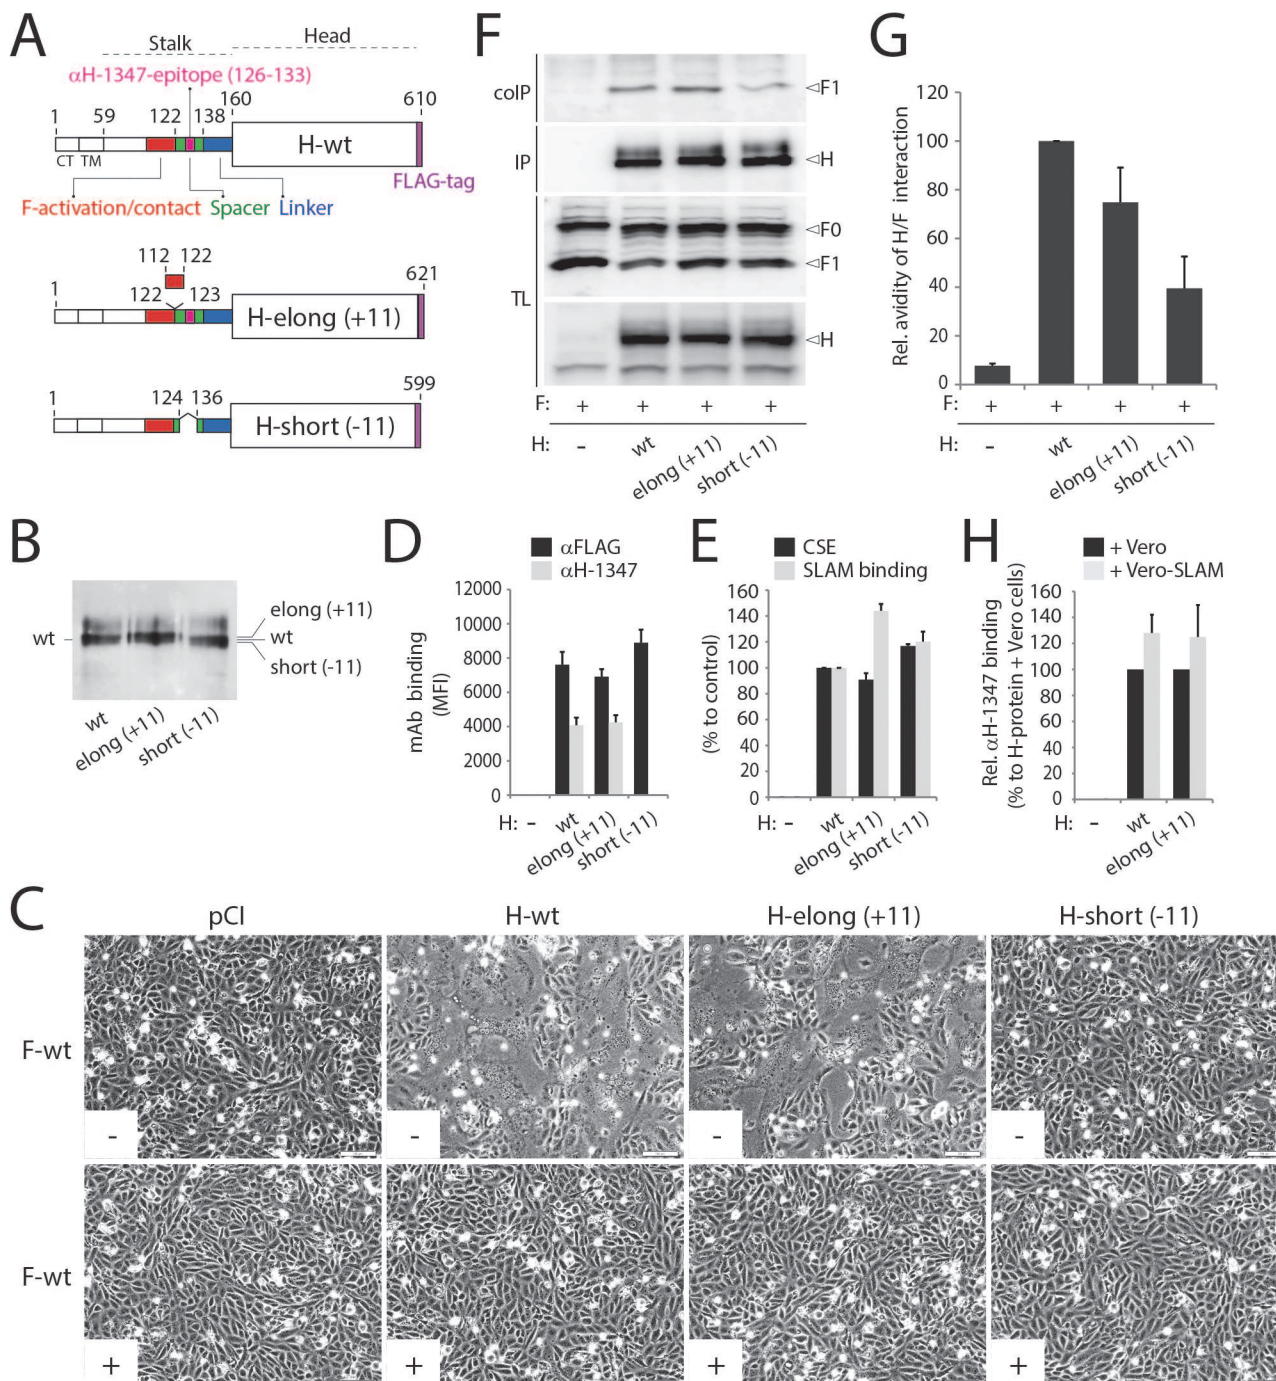 A
Stalk
Head
αH-1347-epitope (126-133)
160
610
1
59
122
138
H-wt
CT TM
FLAG-tag
F-activation/contact Spacer Linker
112 122
1
122 123
621
H-elong (+11)
1
124 136
599
H-short (-11)
B
wt
elong (+11)
wt
short (-11)
wt
elong (+11)
short (-11)
F
coIP
F1
IP
H
TL
F0
F1
H
F: + + + +
H: - wt elong (+11) short (-11)
G
Rel. avidity of H/F interaction
120
100
80
60
40
20
0
F: + + + +
H: - wt elong (+11) short (-11)
D
αFLAG
αH-1347
mAb binding
(MFI)
12000
10000
8000
6000
4000
2000
0
H: - wt elong (+11) short (-11)
E
CSE
SLAM binding
(% to control)
160
140
120
100
80
60
40
20
0
H: - wt elong (+11) short (-11)
H
+ Vero
+ Vero-SLAM
Rel. αH-1347 binding
(% to H-protein + Vero cells)
160
140
120
100
80
60
40
20
0
H: - wt elong (+11)
C
pCI
H-wt
H-elong (+11)
H-short (-11)
F-wt
- - - -
F-wt
+ + + +